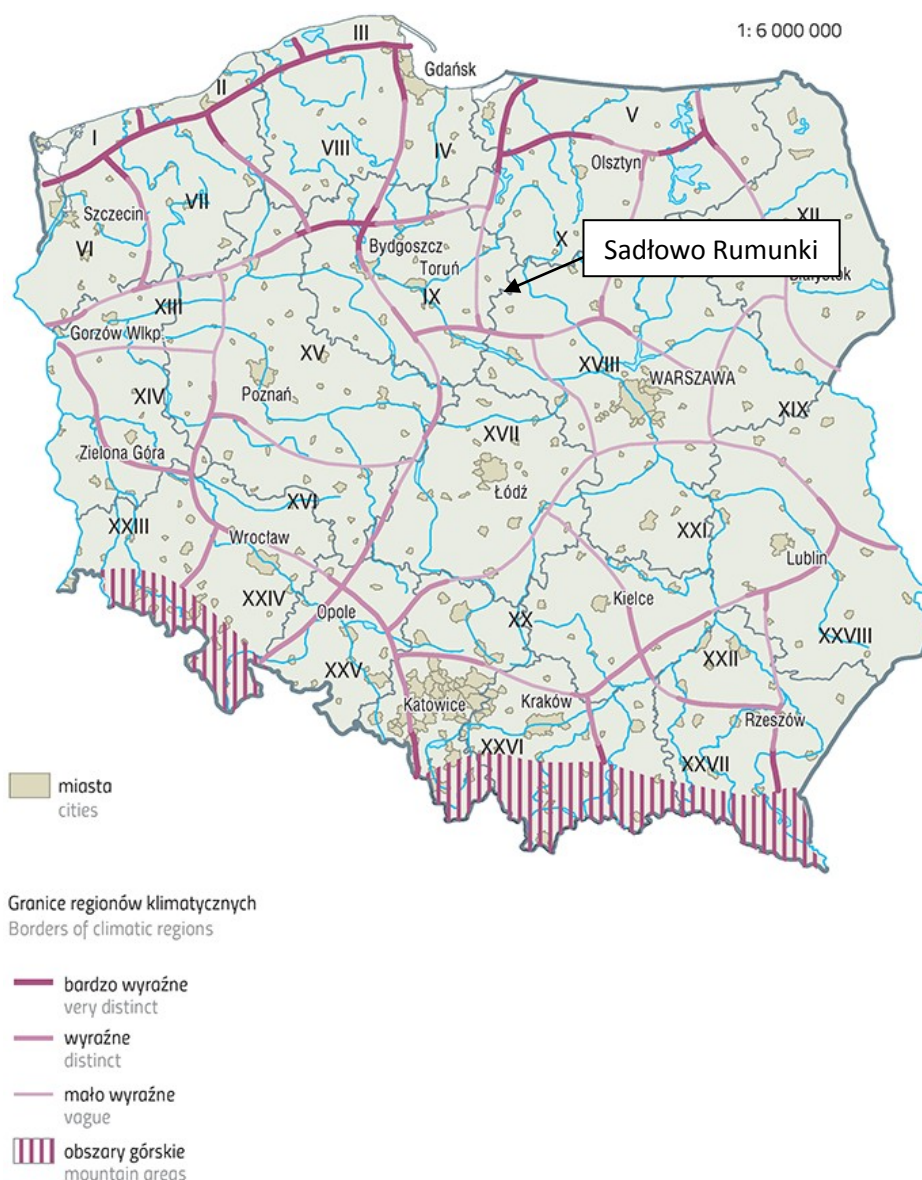 1: 6 000 000
III
Gdańsk
II
I
V
VIII
IV
Olsztyn
VII
Szczecin
XII
VI
Bydgoszcz
X
Sadłowo Rumunki
Toruń
Białystok
IX
XIII
Gorzów Wlkp.
XV
XVIII
WARSZAWA
XIV
Poznań
XIX
XVII
Zielona Góra
Łódź
XVI
XXIII
XXI
Wrocław
Lublin
XXIV
Kielce
Opole
XX
XXVIII
XXII
XXV
Katowice
Kraków
Rzeszów
XXVI
XXVII
miasta
cities
Granice regionów klimatycznych
Borders of climatic regions
bardzo wyraźne
very distinct
wyraźne
distinct
mało wyraźne
vague
obszary górskie
mountain areas